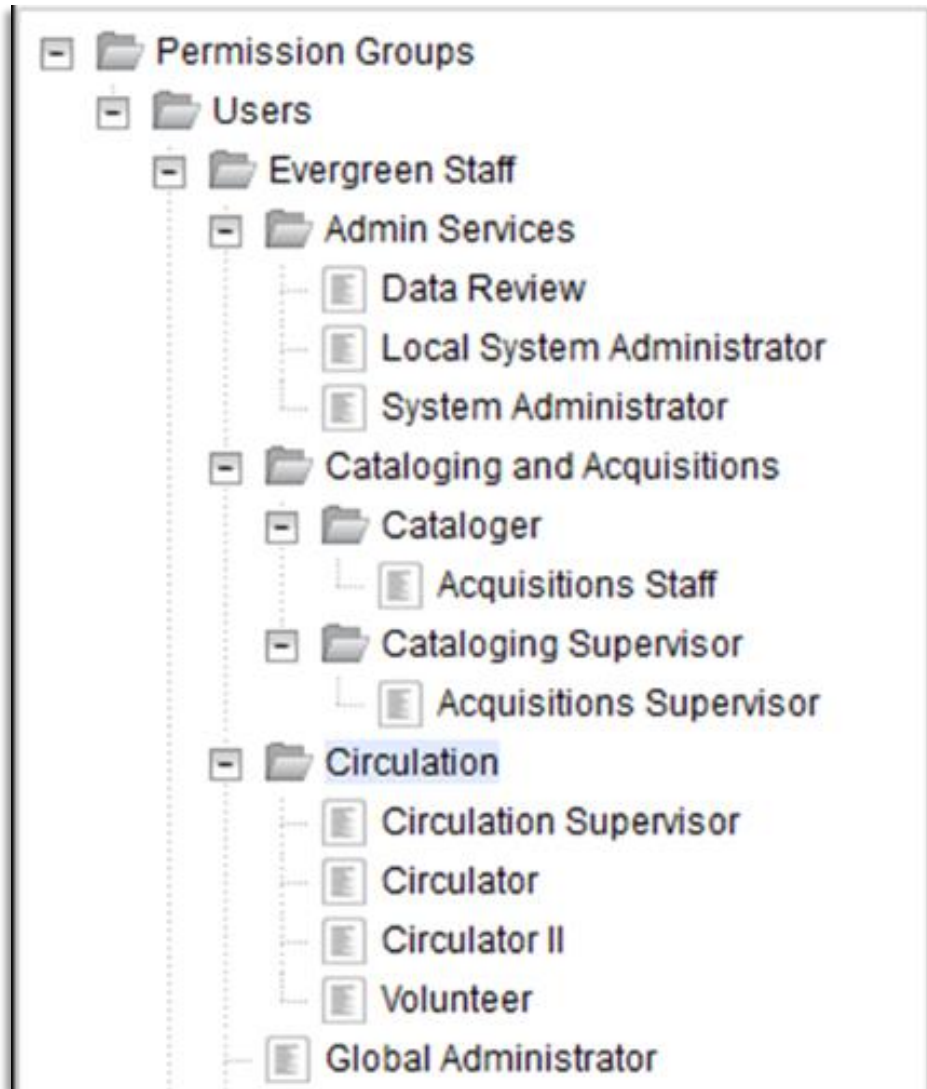 Permission Groups
Users
Evergreen Staff
Admin Services
Data Review
Local System Administrator
System Administrator
Cataloging and Acquisitions
Cataloger
Acquisitions Staff
Cataloging Supervisor
Acquisitions Supervisor
Circulation
Circulation Supervisor
Circulator
Circulator II
Volunteer
Global Administrator